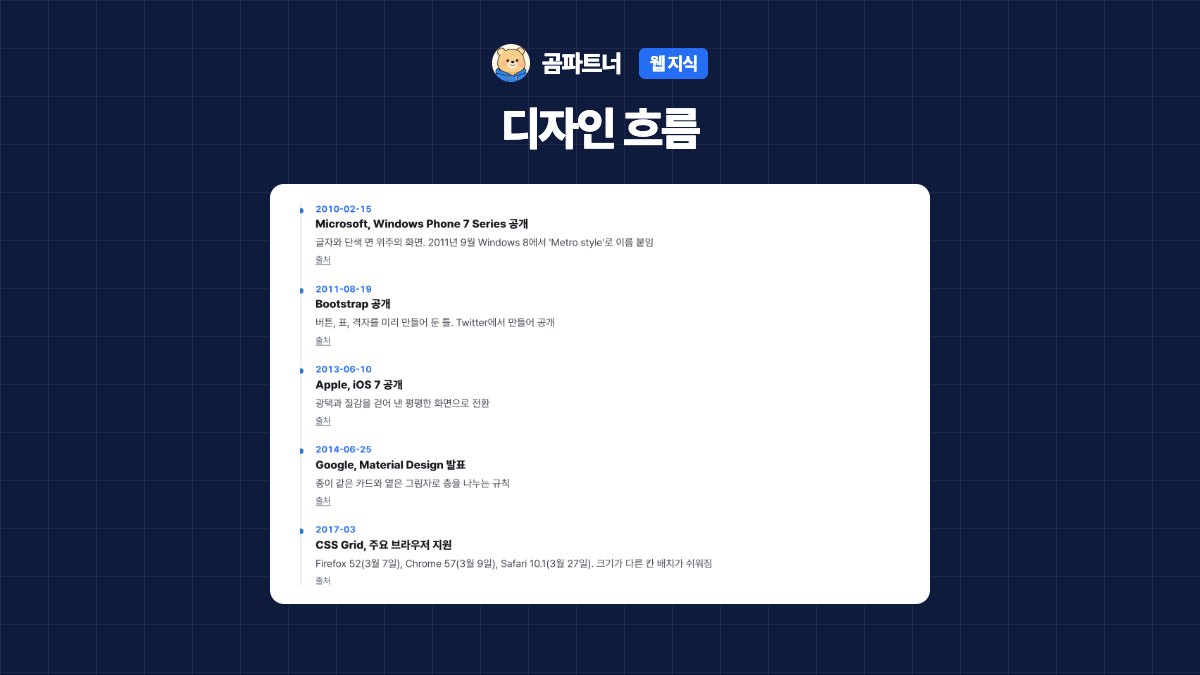 곰파트너 웹 지식
디자인 흐름
2010-02-15
Microsoft, Windows Phone 7 Series 공개
글자와 단색 면 위주의 화면. 2011년 9월 Windows 8에서 'Metro style'로 이름 붙임
출처
2011-08-19
Bootstrap 공개
버튼, 표, 격자를 미리 만들어 둔 틀. Twitter에서 만들어 공개
출처
2013-06-10
Apple, iOS 7 공개
광택과 질감을 걷어 낸 평평한 화면으로 전환
출처
2014-06-25
Google, Material Design 발표
종이 같은 카드와 옅은 그림자로 층을 나누는 규칙
출처
2017-03
CSS Grid, 주요 브라우저 지원
Firefox 52(3월 7일), Chrome 57(3월 9일), Safari 10.1(3월 27일). 크기가 다른 칸 배치가 쉬워짐
출처